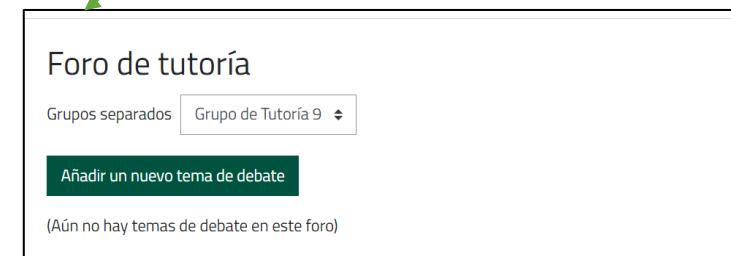 Foro de tutoría
Grupos separados Grupo de Tutoría 9
Añadir un nuevo tema de debate
(Aún no hay temas de debate en este foro)